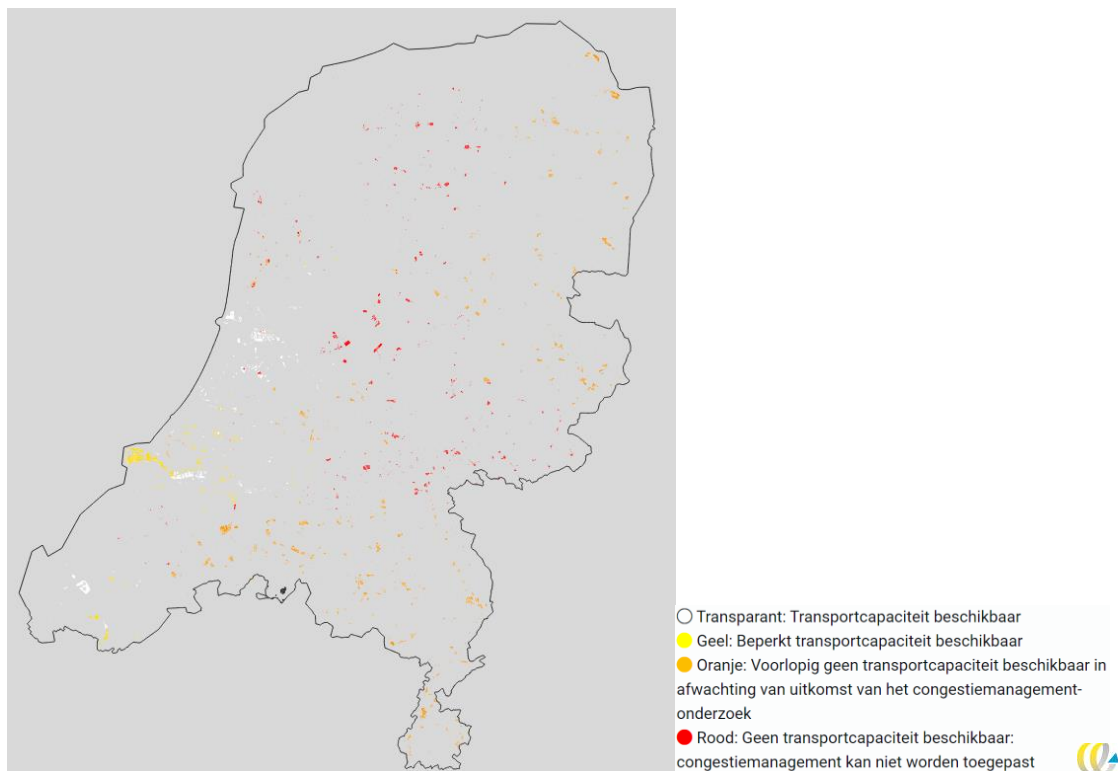 Transparant: Transportcapaciteit beschikbaar
Geel: Beperkt transportcapaciteit beschikbaar
Oranje: Voorlopig geen transportcapaciteit beschikbaar in
afwachting van uitkomst van het congestiemanagement-
onderzoek
Rood: Geen transportcapaciteit beschikbaar:
congestiemanagement kan niet worden toegepast